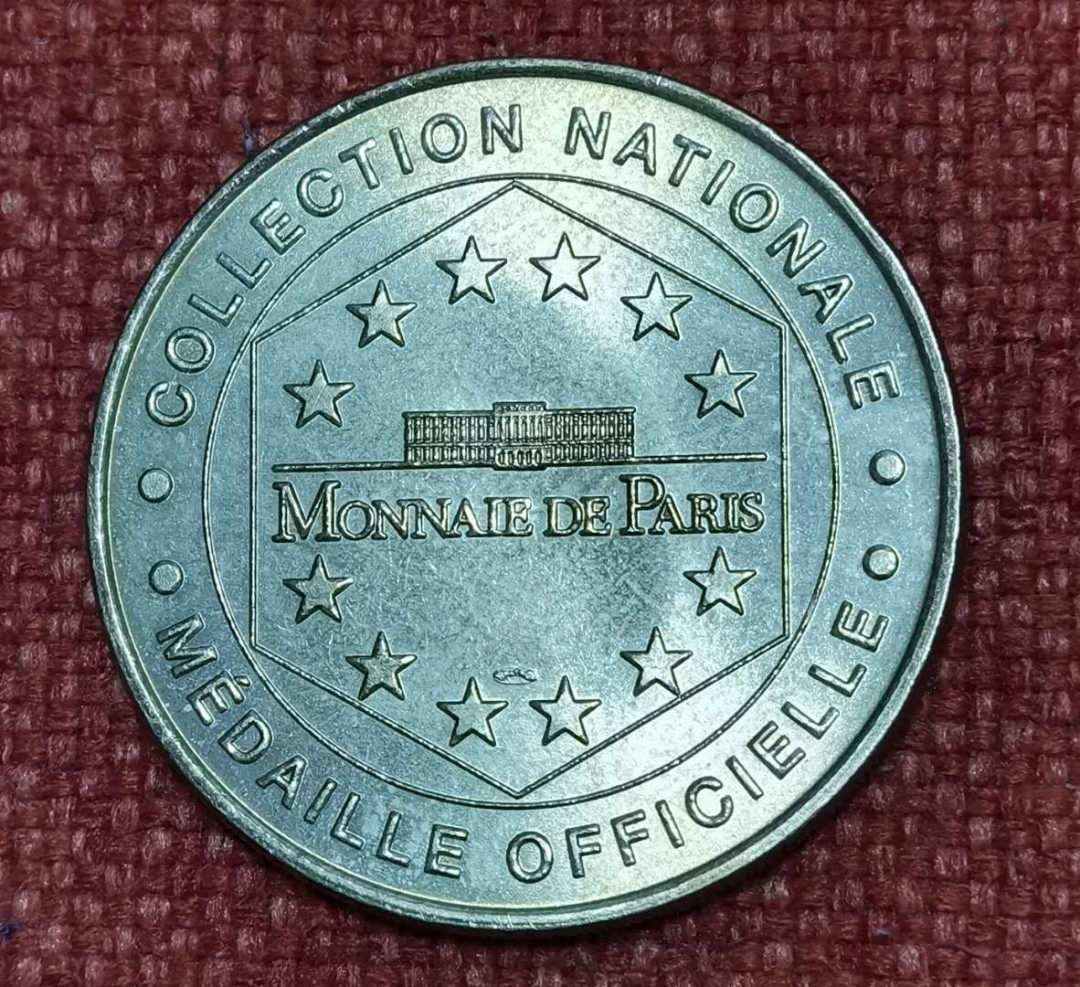 COLLECTION NATIONALE
MONNAIE DE PARIS
MÉDAILLE OFFICIELLE